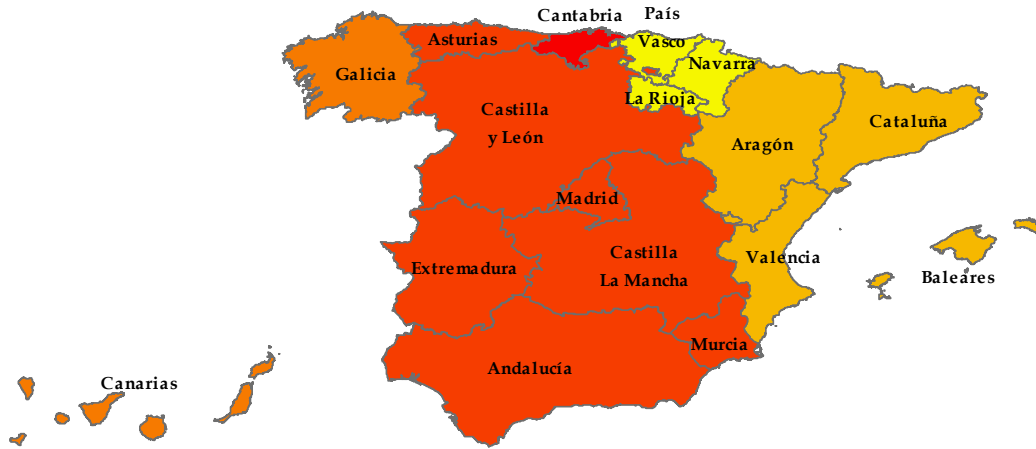 Cantabria
País
Vasco
Asturias
Navarra
Galicia
La Rioja
Castilla
y León
Cataluña
Aragón
Madrid
Castilla
La Mancha
Valencia
Extremadura
Baleáres
Murcia
Andalucía
Canarias